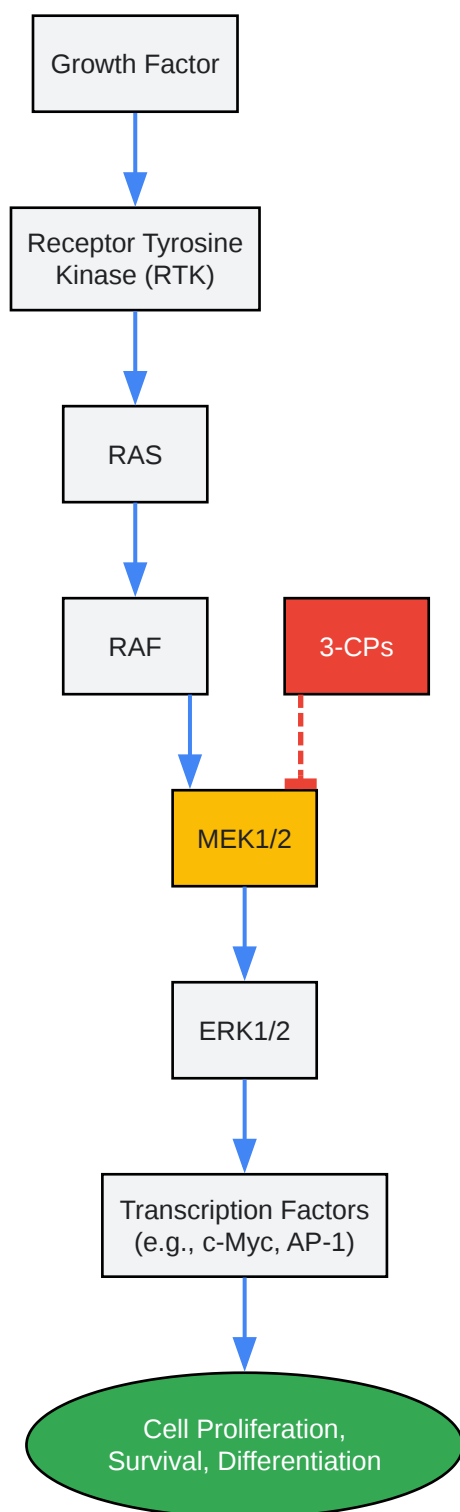 Growth Factor
Receptor Tyrosine
Kinase (RTK)
RAS
RAF
3-CPs
MEK1/2
ERK1/2
Transcription Factors
(e.g., c-Myc, AP-1)
Cell Proliferation,
Survival, Differentiation